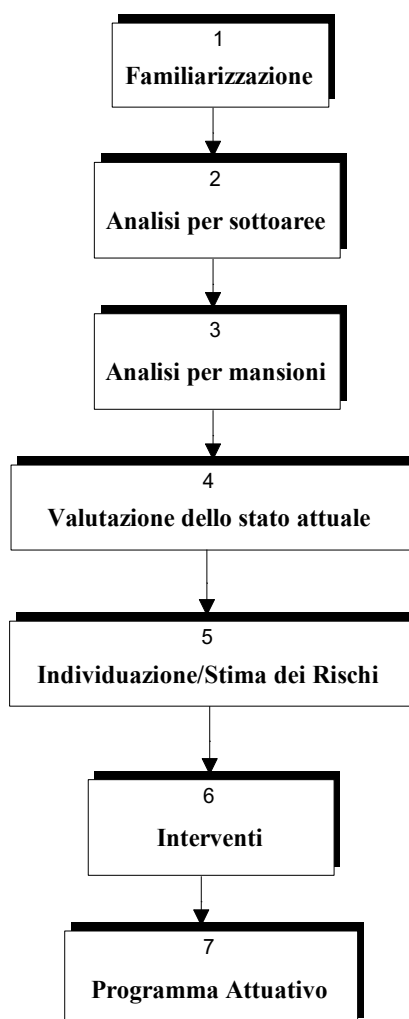 1
Familiarizzazione
2
Analisi per sottoaree
3
Analisi per mansioni
4
Valutazione dello stato attuale
5
Individuazione/Stima dei Rischi
6
Interventi
7
Programma Attuativo